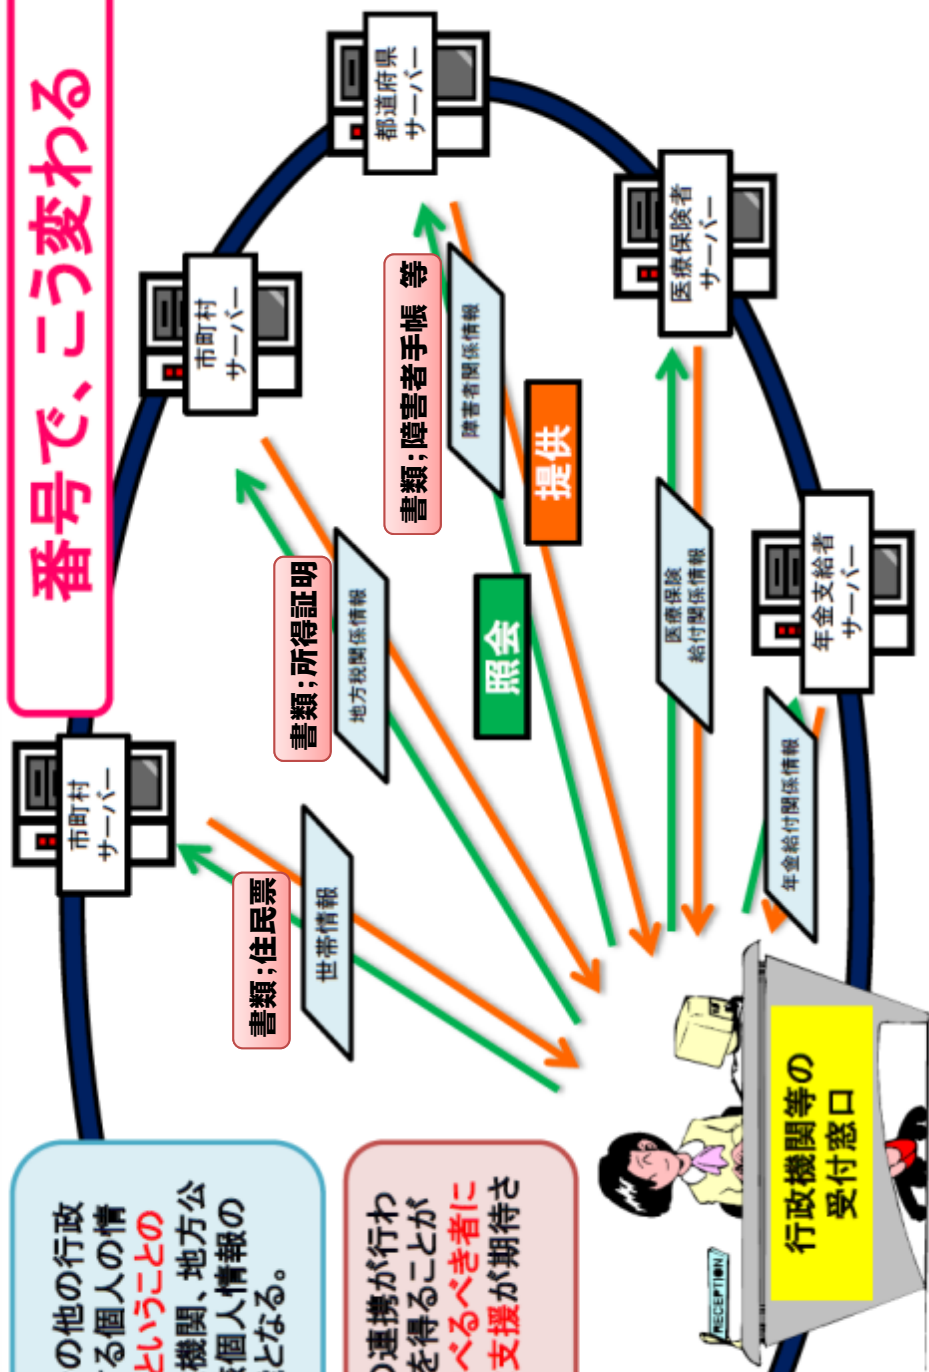 番号で、こう変わる
の他の行政
る個人の情
ということの
機関、地方公
個人情報の
となる。
の連携が行わ
を得ることが
べるべき者に
支援が期待さ
市町村
サーバー
市町村
サーバー
都道府県
サーバー
医療保険者
サーバー
年金支給者
サーバー
書類;住民票
世帯情報
書類;所得証明
地方税関係情報
書類;障害者手帳 等
障害者関係情報
照会
提供
医療保険
給付関係情報
年金給付関係情報
RECEPTION
行政機関等の
受付窓口